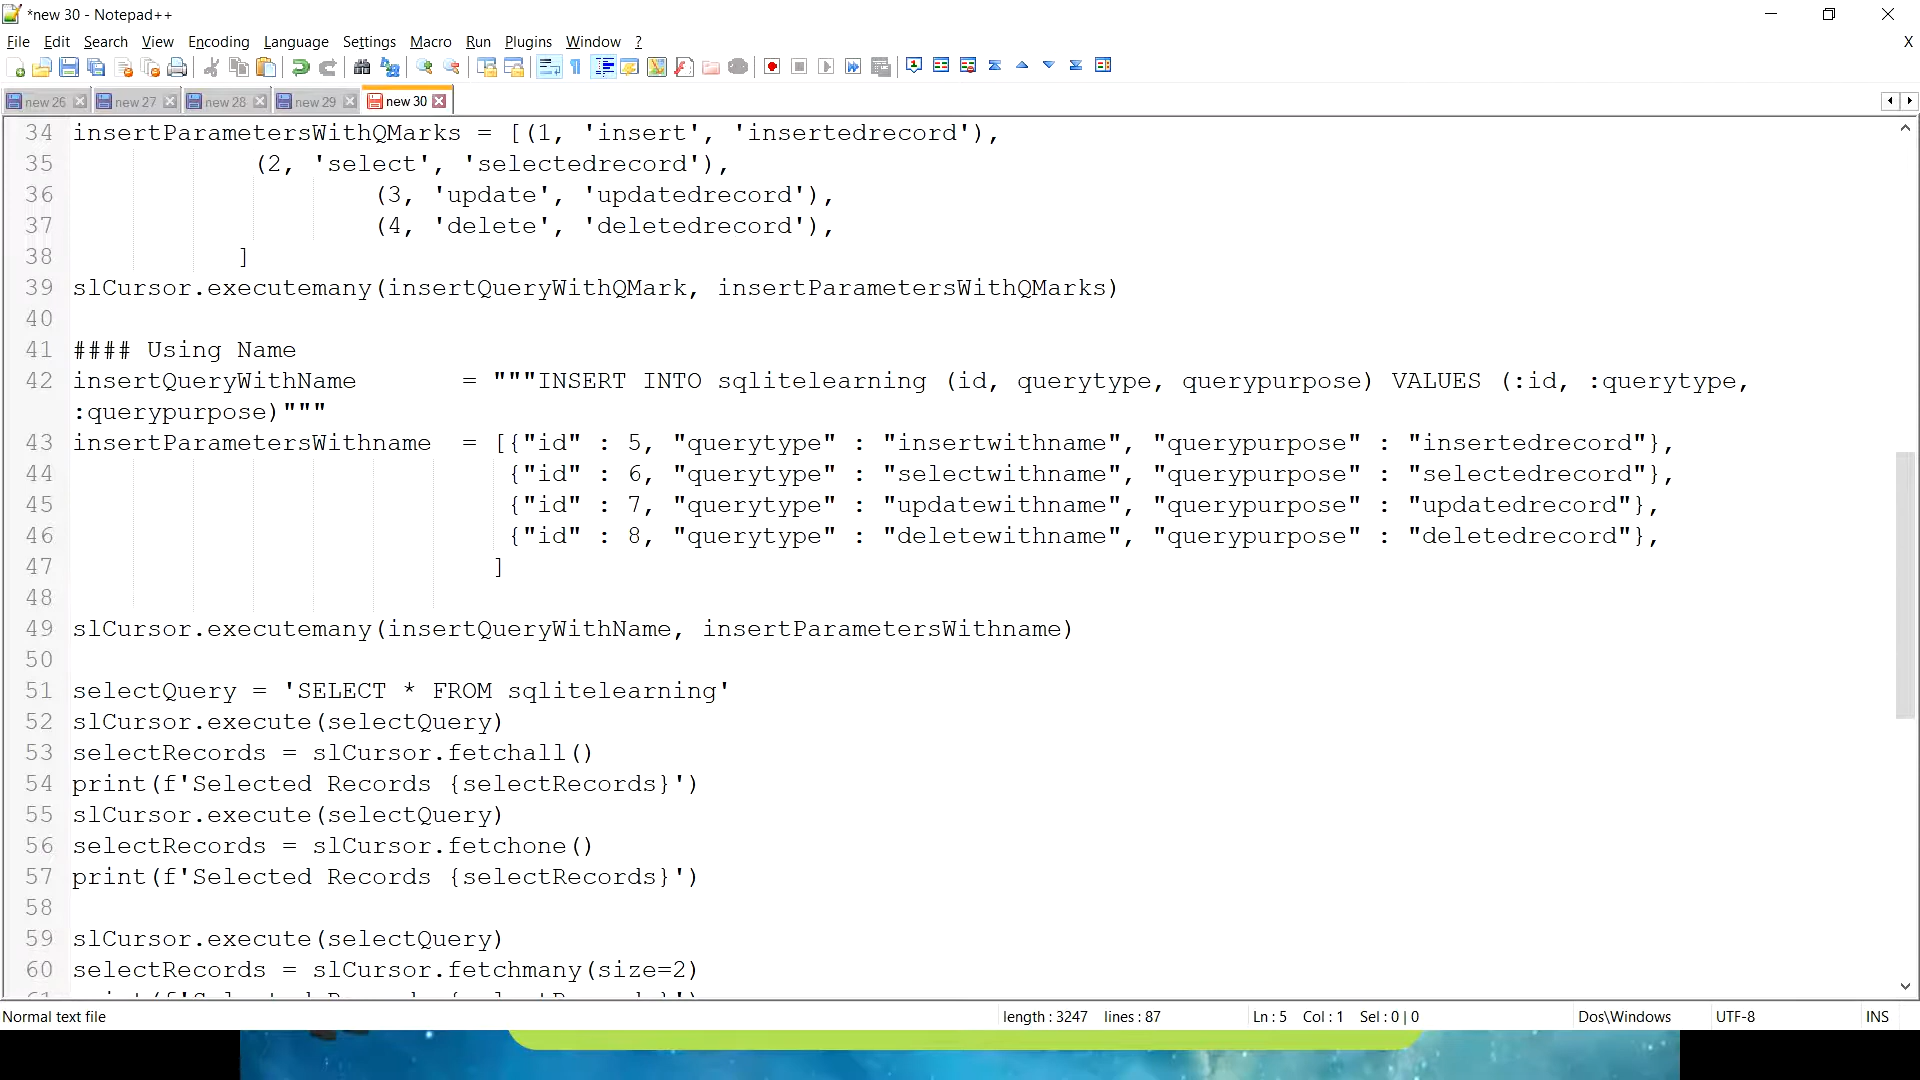 *new 30 - Notepad++
File Edit Search View Encoding Language Settings Macro Run Plugins Window ? X
new 26 new 27 new 28 new 29 new 30
34 insertParametersWithQMarks = [(1, 'insert', 'insertedrecord'),
35 (2, 'select', 'selectedrecord'),
36 (3, 'update', 'updatedrecord'),
37 (4, 'delete', 'deletedrecord'),
38 ]
39 slCursor.executemany(insertQueryWithQMark, insertParametersWithQMarks)
40
41 #### Using Name
42 insertQueryWithName = """INSERT INTO sqlitelearning (id, querytype, querypurpose) VALUES (:id, :querytype,
:querypurpose)"""
43 insertParametersWithname = [{"id" : 5, "querytype" : "insertwithname", "querypurpose" : "insertedrecord"},
44 {"id" : 6, "querytype" : "selectwithname", "querypurpose" : "selectedrecord"},
45 {"id" : 7, "querytype" : "updatewithname", "querypurpose" : "updatedrecord"},
46 {"id" : 8, "querytype" : "deletewithname", "querypurpose" : "deletedrecord"},
47 ]
48
49 slCursor.executemany(insertQueryWithName, insertParametersWithname)
50
51 selectQuery = 'SELECT * FROM sqlitelearning'
52 slCursor.execute(selectQuery)
53 selectRecords = slCursor.fetchall()
54 print(f'Selected Records {selectRecords}')
55 slCursor.execute(selectQuery)
56 selectRecords = slCursor.fetchone()
57 print(f'Selected Records {selectRecords}')
58
59 slCursor.execute(selectQuery)
60 selectRecords = slCursor.fetchmany(size=2)
Normal text file length : 3247 lines : 87 Ln : 5 Col : 1 Sel : 0 | 0 Dos\Windows UTF-8 INS